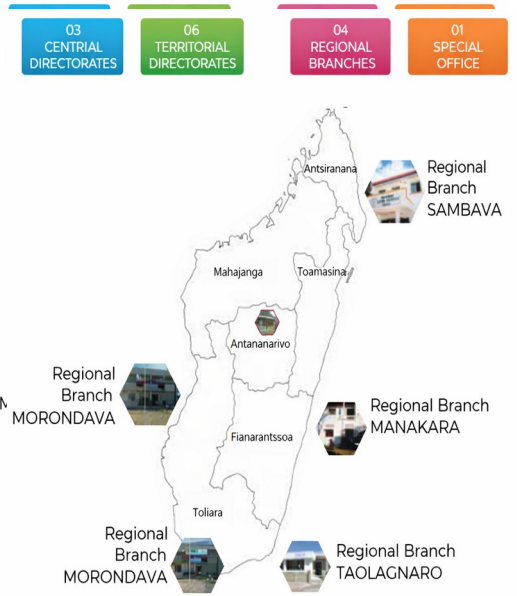 03
CENTRIAL
DIRECTORATES
06
TERRITORIAL
DIRECTORATES
04
REGIONAL
BRANCHES
01
SPECIAL
OFFICE
Antsiranana
Regional
Branch
SAMBAVA
Mahajanga
Toamasina
Antananarivo
Regional
Branch
MORONDAVA
Regional Branch
MANAKARA
Fianarantssoa
Toliara
Regional
Branch
MORONDAVA
Regional Branch
TAOLAGNARO